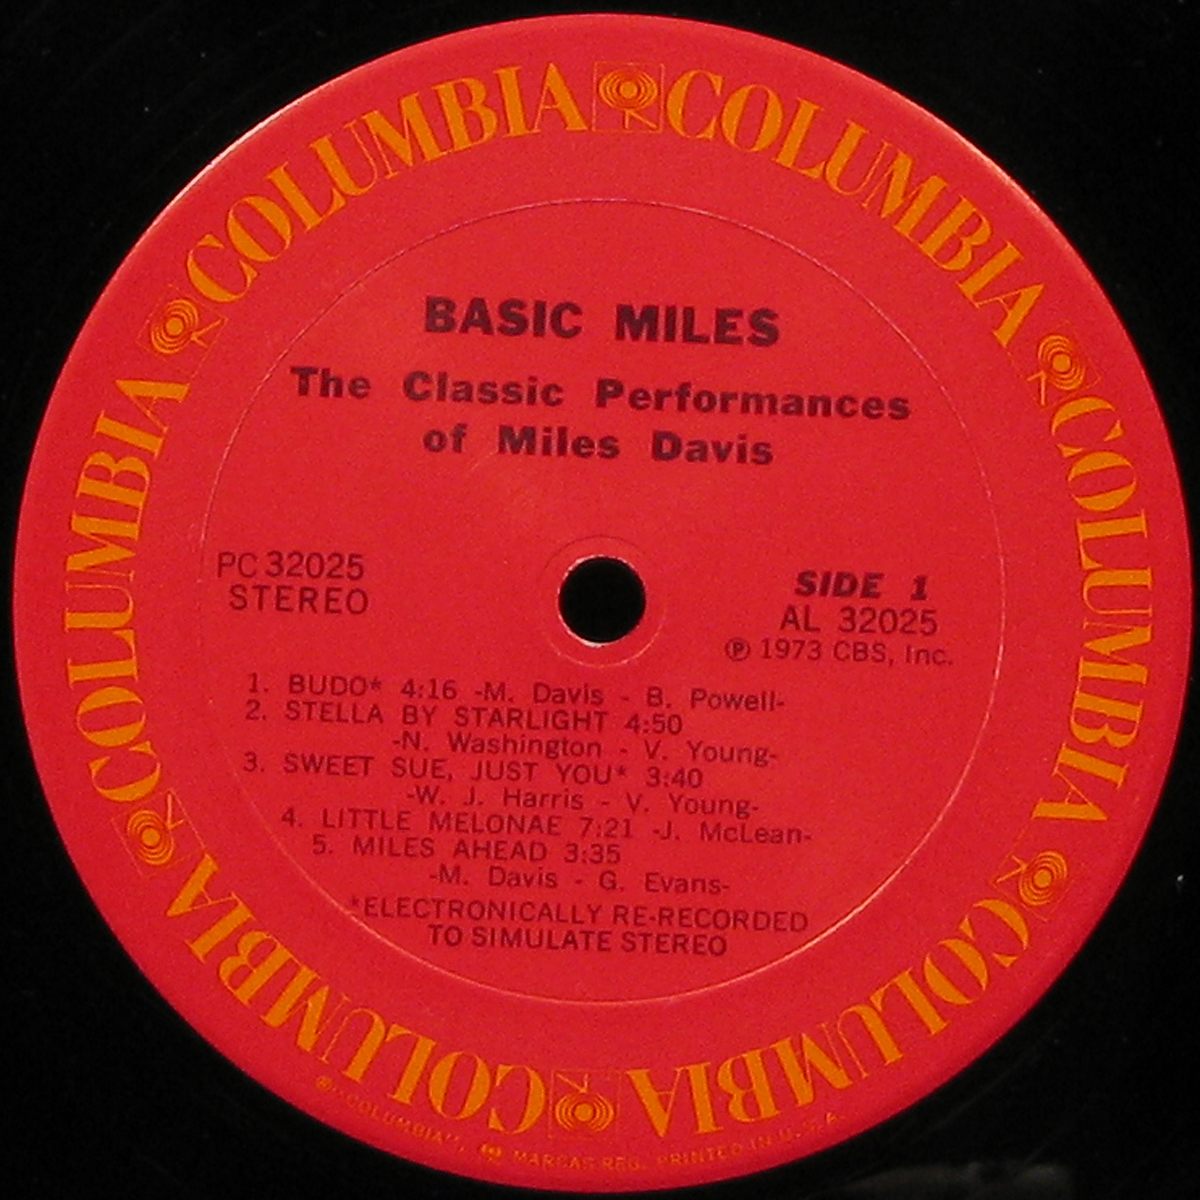 COLUMBIA COLUMBIA COLUMBIA COLUMBIA COLUMBIA COLUMBIA
BASIC MILES
The Classic Performances
of Miles Davis
PC 32025
STEREO
SIDE 1
AL 32025
Ⓟ 1973 CBS, Inc.
1. BUDO* 4:16 -M. Davis - B. Powell-
2. STELLA BY STARLIGHT 4:50
-N. Washington - V. Young-
3. SWEET SUE, JUST YOU* 3:40
-W. J. Harris - V. Young-
4. LITTLE MELONAE 7:21 -J. McLean-
5. MILES AHEAD 3:35
-M. Davis - G. Evans-
*ELECTRONICALLY RE-RECORDED
TO SIMULATE STEREO
® "COLUMBIA", MARCAS REG. PRINTED IN U.S.A.